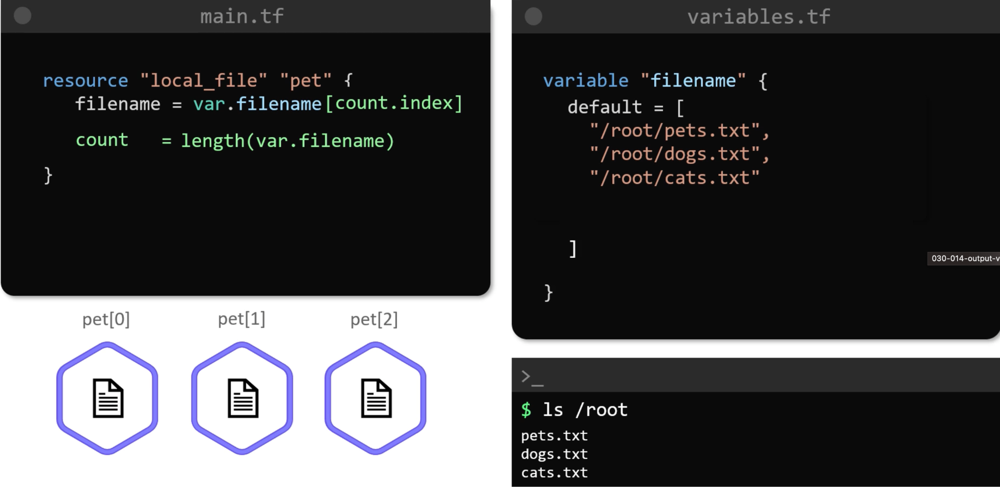 main.tf
resource "local_file" "pet" {
filename = var.filename[count.index]
count = length(var.filename)
}
pet[0] pet[1] pet[2]
variables.tf
variable "filename" {
default = [
"/root/pets.txt",
"/root/dogs.txt",
"/root/cats.txt"
]
}
030-014-output-v
>_
$ ls /root
pets.txt
dogs.txt
cats.txt